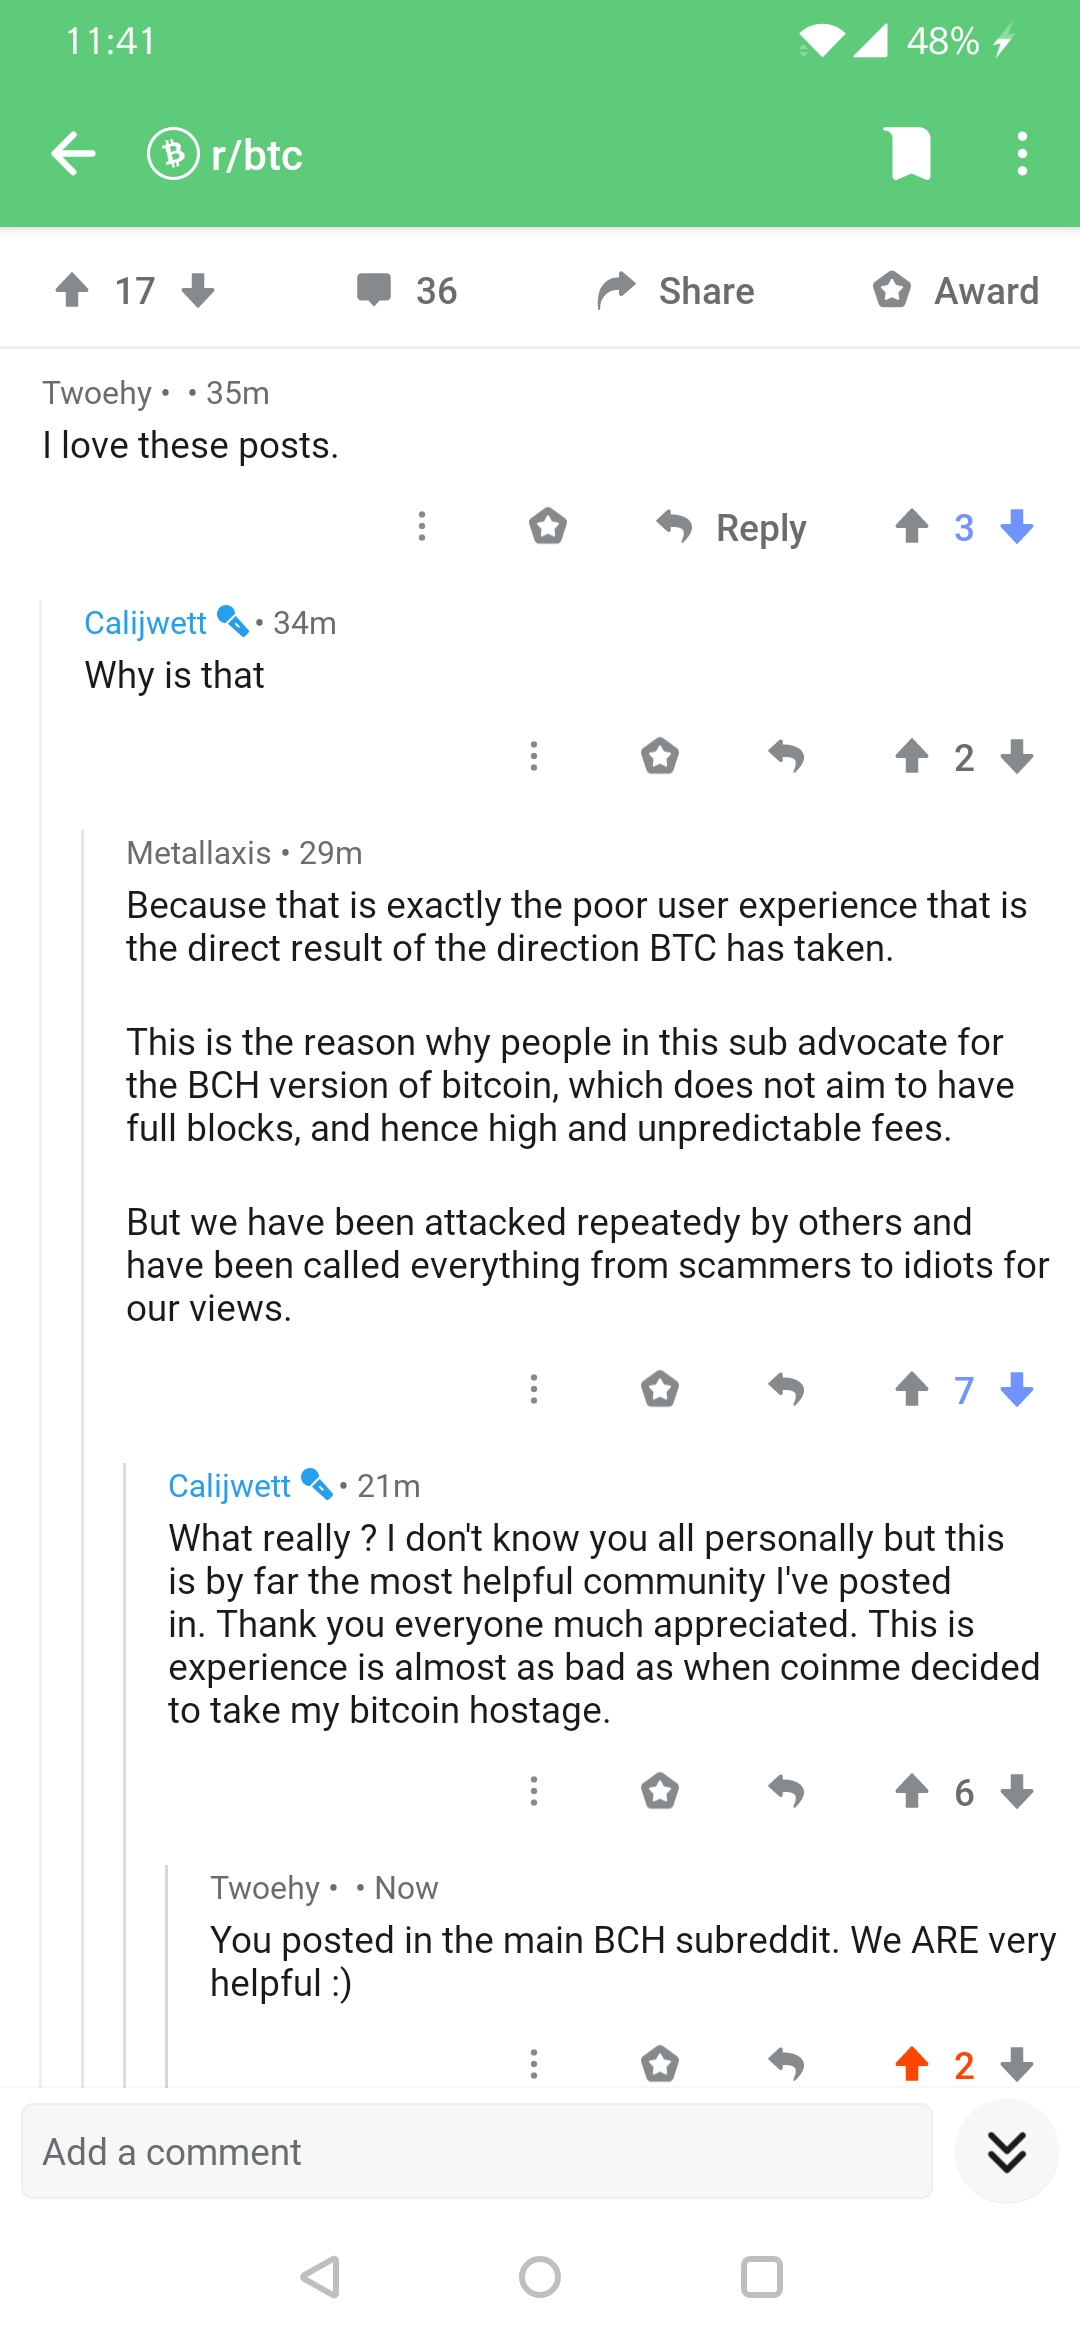 11:41
48%
r/btc
17
36
Share
Award
Twoehy • • 35m
I love these posts.
Reply
3
Calijwett • 34m
Why is that
2
Metallaxis • 29m
Because that is exactly the poor user experience that is
the direct result of the direction BTC has taken.
This is the reason why people in this sub advocate for
the BCH version of bitcoin, which does not aim to have
full blocks, and hence high and unpredictable fees.
But we have been attacked repeatedy by others and
have been called everything from scammers to idiots for
our views.
7
Calijwett • 21m
What really ? I don't know you all personally but this
is by far the most helpful community I've posted
in. Thank you everyone much appreciated. This is
experience is almost as bad as when coinme decided
to take my bitcoin hostage.
6
Twoehy • • Now
You posted in the main BCH subreddit. We ARE very
helpful :)
2
Add a comment